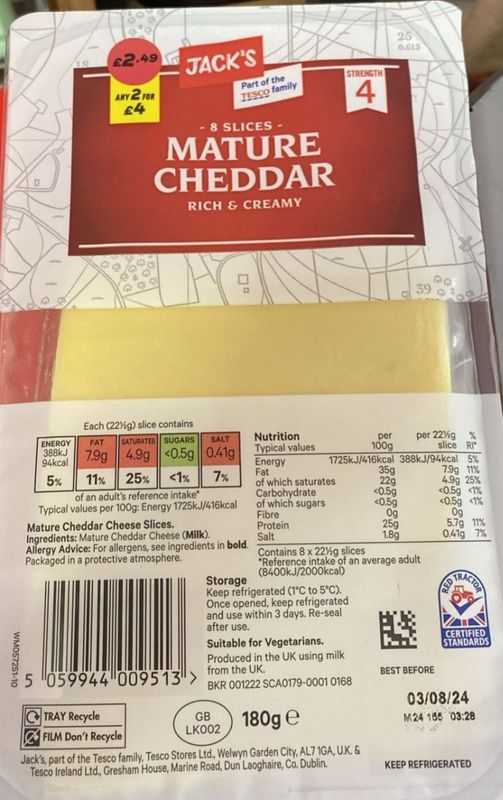 £2.49
ANY 2 FOR
£4
JACK'S
Part of the
TESCO family
STRENGTH
4
- 8 SLICES -
MATURE
CHEDDAR
RICH & CREAMY
18
25
0.613
39
Each (22½g) slice contains
ENERGY 388kJ 94kcal 5%
FAT 7.9g 11%
SATURATES 4.9g 25%
SUGARS <0.5g <1%
SALT 0.41g 7%
of an adult's reference intake*
Typical values per 100g: Energy 1725kJ/416kcal
Mature Cheddar Cheese Slices.
Ingredients: Mature Cheddar Cheese (Milk).
Allergy Advice: For allergens, see ingredients in bold.
Packaged in a protective atmosphere.
Nutrition per per 22½g %
Typical values 100g slice RI*
Energy 1725kJ/416kcal 388kJ/94kcal 5%
Fat 35g 7.9g 11%
of which saturates 22g 4.9g 25%
Carbohydrate <0.5g <0.5g <1%
of which sugars <0.5g <0.5g <1%
Fibre 0g 0g
Protein 25g 5.7g 11%
Salt 1.8g 0.41g 7%
Contains 8 x 22½g slices
*Reference intake of an average adult
(8400kJ/2000kcal)
Storage
Keep refrigerated (1°C to 5°C).
Once opened, keep refrigerated
and use within 3 days. Re-seal
after use.
Suitable for Vegetarians.
Produced in the UK using milk
from the UK.
BKR 001222 SCA0179-0001 0168
WM057251-10
5 059944 009513 >
RED TRACTOR
CERTIFIED
STANDARDS
BEST BEFORE
03/08/24
M24 155 03:28
TRAY Recycle
FILM Don't Recycle
GB
LK002
180g e
KEEP REFRIGERATED
Jack's, part of the Tesco family, Tesco Stores Ltd., Welwyn Garden City, AL7 1GA, U.K. &
Tesco Ireland Ltd., Gresham House, Marine Road, Dun Laoghaire, Co. Dublin.